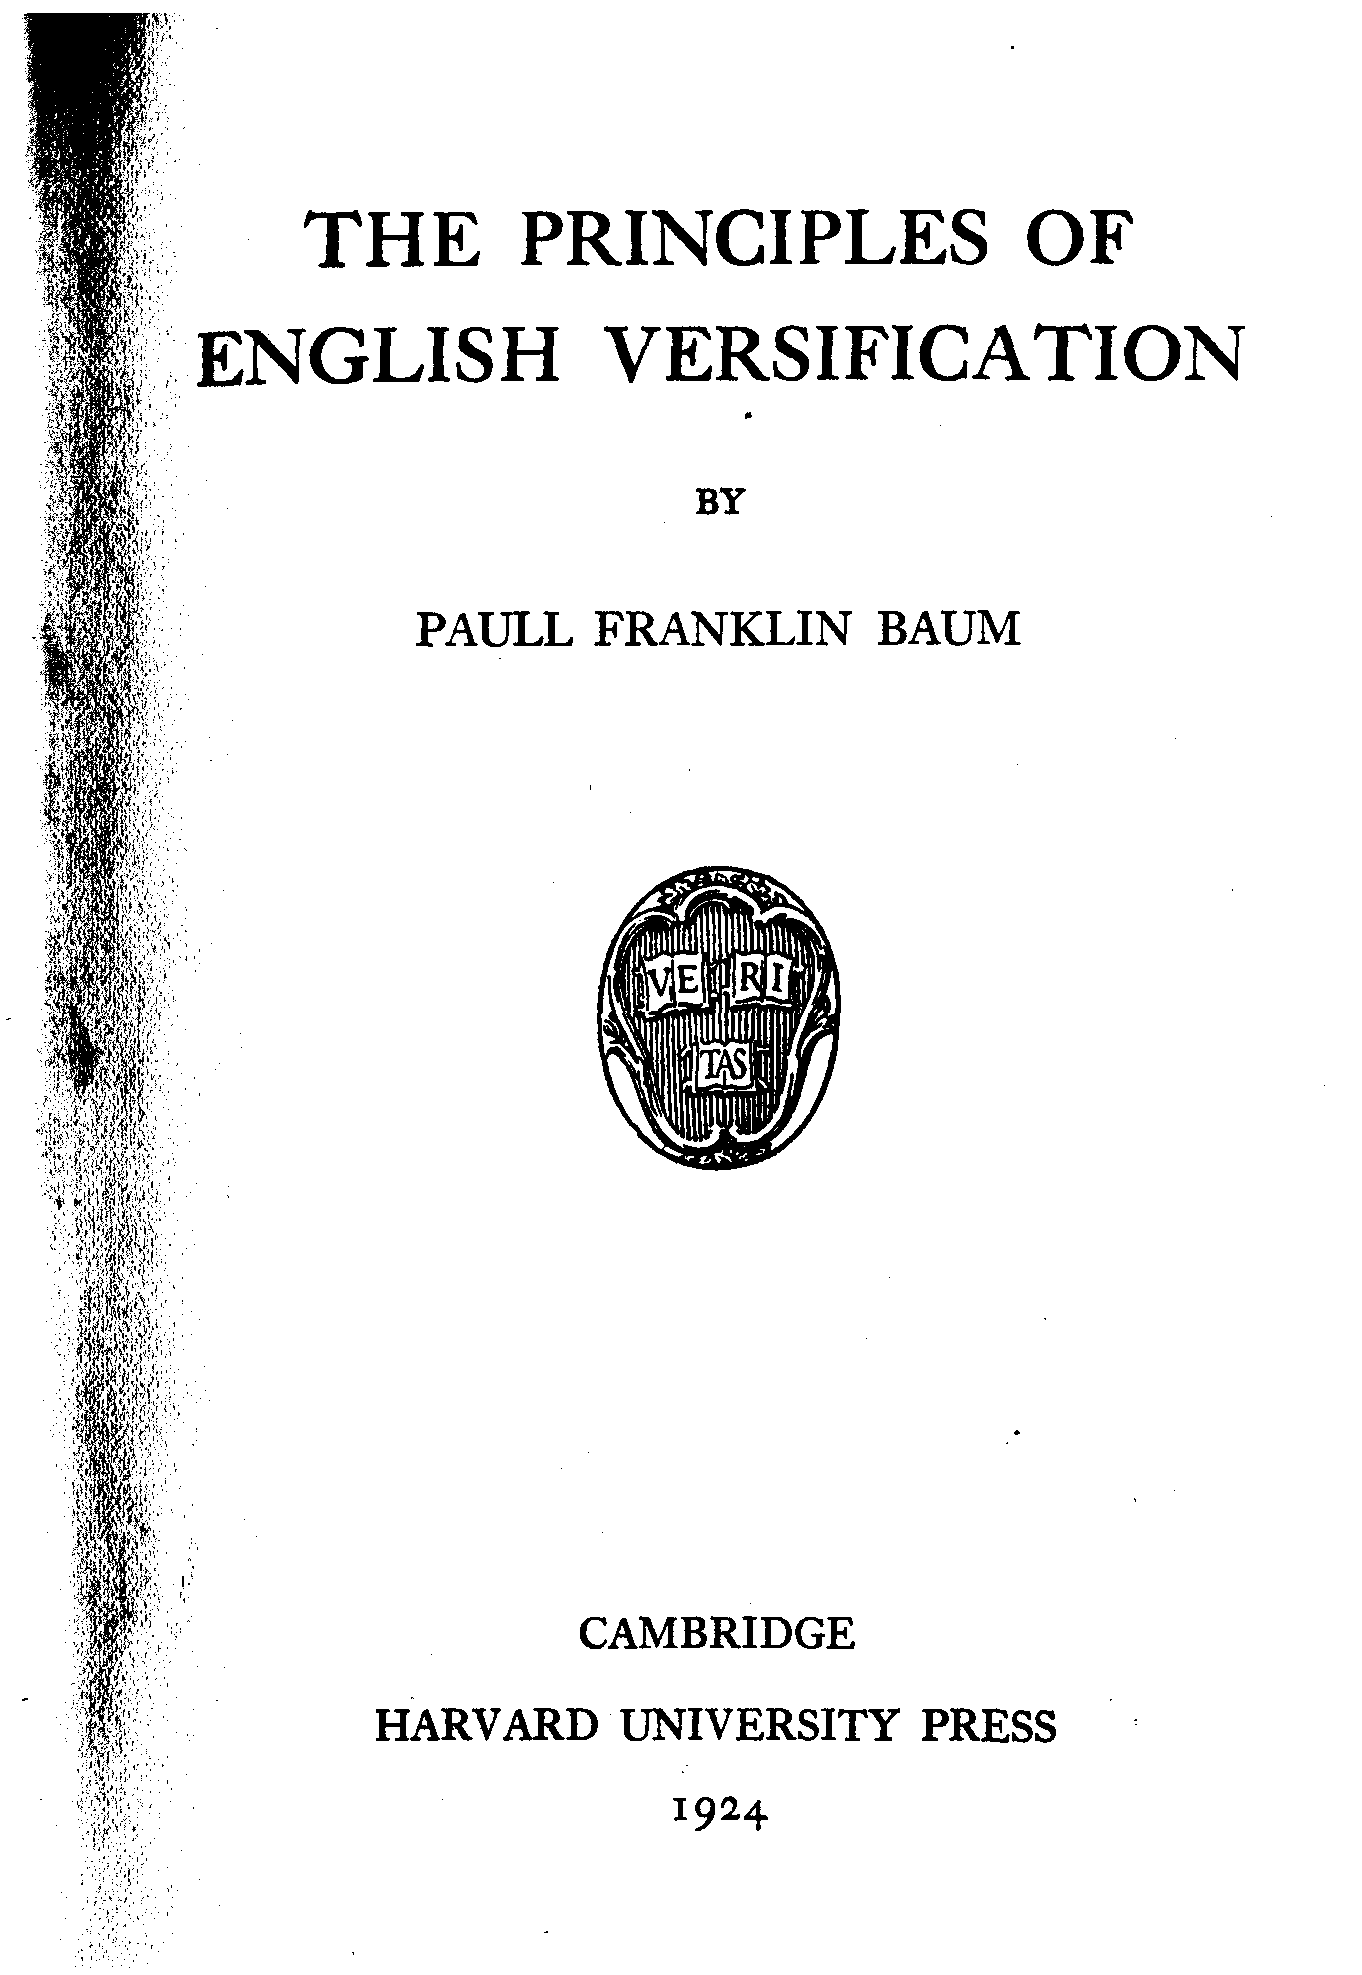 THE PRINCIPLES OF
ENGLISH VERSIFICATION
BY
PAULL FRANKLIN BAUM
VE RI
TAS
CAMBRIDGE
HARVARD UNIVERSITY PRESS
1924